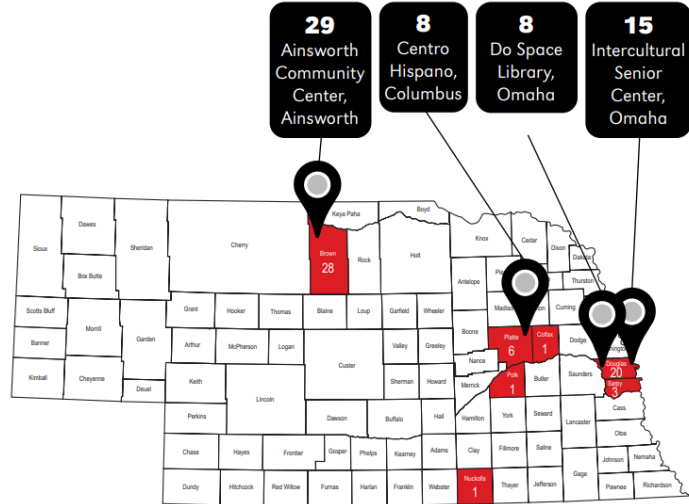 29
Ainsworth
Community
Center,
Ainsworth
8
Centro
Hispano,
Columbus
8
Do Space
Library,
Omaha
15
Intercultural
Senior
Center,
Omaha
Sioux
Dawes
Box Butte
Sheridan
Cherry
Keya Paha
Boyd
Brown
28
Rock
Holt
Knox
Cedar
Dixon
Dakota
Antelope
Thurston
Scotts Bluff
Banner
Kimball
Morrill
Cheyenne
Garden
Deuel
Grant
Hooker
Thomas
Blaine
Loup
Garfield
Wheeler
Boone
Cuming
Platte
6
Colfax
1
Dodge
Arthur
McPherson
Logan
Custer
Valley
Greeley
Nance
Polk
1
Butler
Saunders
Douglas
20
Sarpy
3
Keith
Lincoln
Sherman
Howard
Merrick
Perkins
Dawson
Buffalo
Hall
Hamilton
York
Seward
Lancaster
Cass
Otoe
Chase
Hayes
Frontier
Gosper
Phelps
Kearney
Adams
Clay
Fillmore
Saline
Gage
Johnson
Nemaha
Dundy
Hitchcock
Red Willow
Furnas
Harlan
Franklin
Webster
Nuckolls
1
Thayer
Jefferson
Pawnee
Richardson